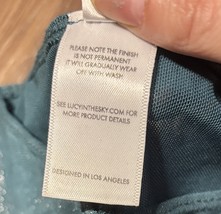 PLEASE NOTE THE FINISH
IS NOT PERMANENT
IT WILL GRADUALLY WEAR
OFF WITH WASH
SEE LUCYINTHESKY.COM FOR
MORE PRODUCT DETAILS
DESIGNED IN LOS ANGELES